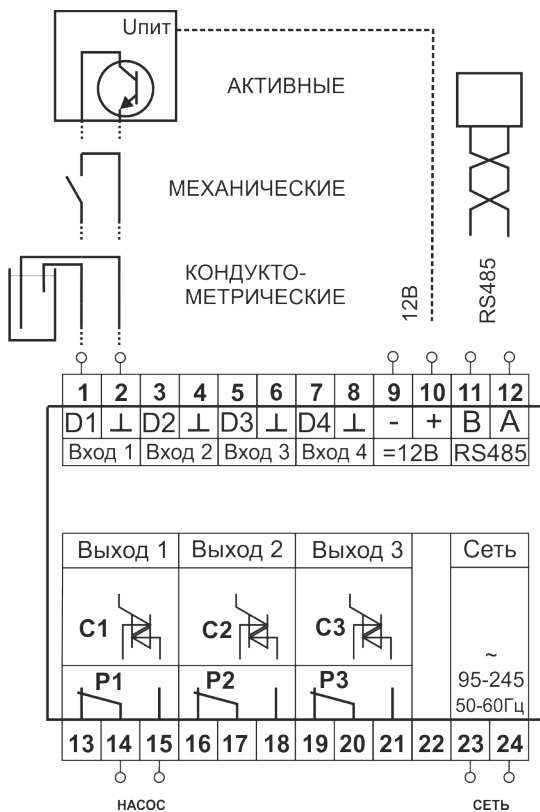 Uпит
АКТИВНЫЕ
МЕХАНИЧЕСКИЕ
КОНДУКТО-
МЕТРИЧЕСКИЕ
12В
RS485
1 2 3 4 5 6 7 8 9 10 11 12
D1 ⊥ D2 ⊥ D3 ⊥ D4 ⊥ - + B A
Вход 1 Вход 2 Вход 3 Вход 4 =12В RS485
Выход 1 Выход 2 Выход 3 Сеть
C1 C2 C3
~
P1 P2 P3 95-245
50-60Гц
13 14 15 16 17 18 19 20 21 22 23 24
НАСОС СЕТЬ